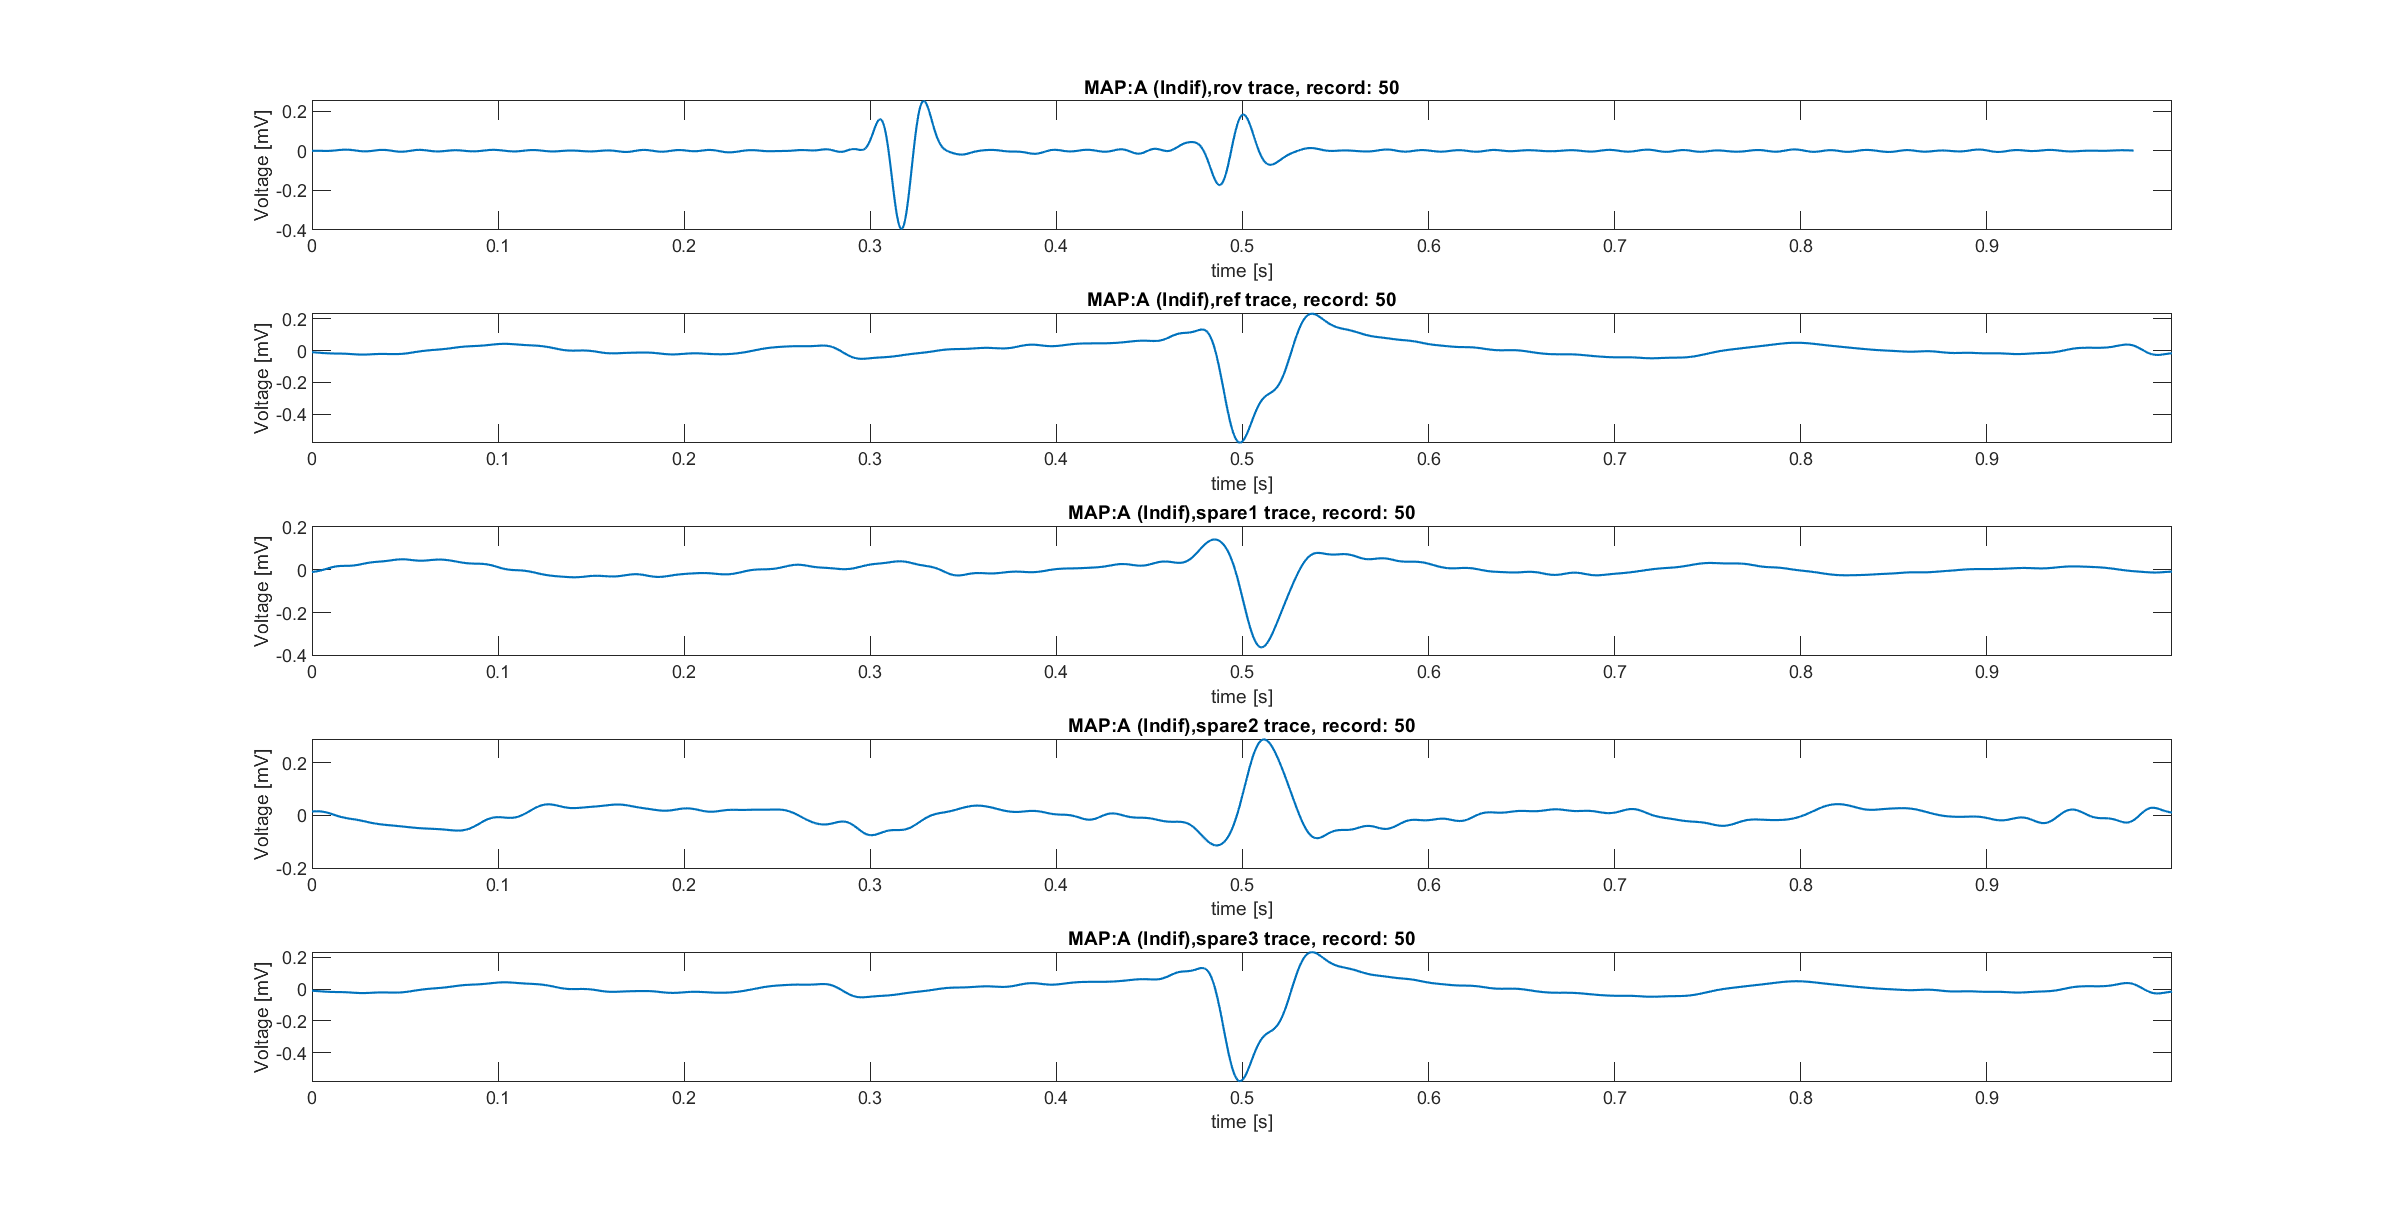 MAP:A (Indif),rov trace, record: 50
Voltage [mV]
0.2
0
-0.2
-0.4
0 0.1 0.2 0.3 0.4 0.5 0.6 0.7 0.8 0.9
time [s]
MAP:A (Indif),ref trace, record: 50
Voltage [mV]
0.2
0
-0.2
-0.4
0 0.1 0.2 0.3 0.4 0.5 0.6 0.7 0.8 0.9
time [s]
MAP:A (Indif),spare1 trace, record: 50
Voltage [mV]
0.2
0
-0.2
-0.4
0 0.1 0.2 0.3 0.4 0.5 0.6 0.7 0.8 0.9
time [s]
MAP:A (Indif),spare2 trace, record: 50
Voltage [mV]
0.2
0
-0.2
0 0.1 0.2 0.3 0.4 0.5 0.6 0.7 0.8 0.9
time [s]
MAP:A (Indif),spare3 trace, record: 50
Voltage [mV]
0.2
0
-0.2
-0.4
0 0.1 0.2 0.3 0.4 0.5 0.6 0.7 0.8 0.9
time [s]